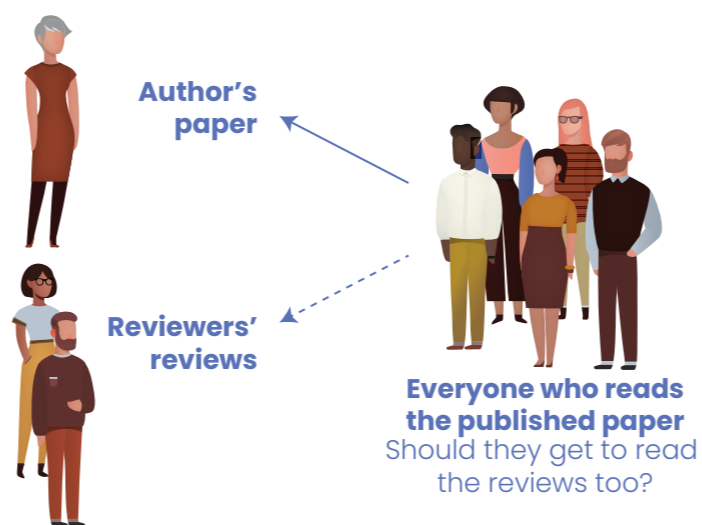 Author’s
paper
Reviewers’
reviews
Everyone who reads
the published paper
Should they get to read
the reviews too?